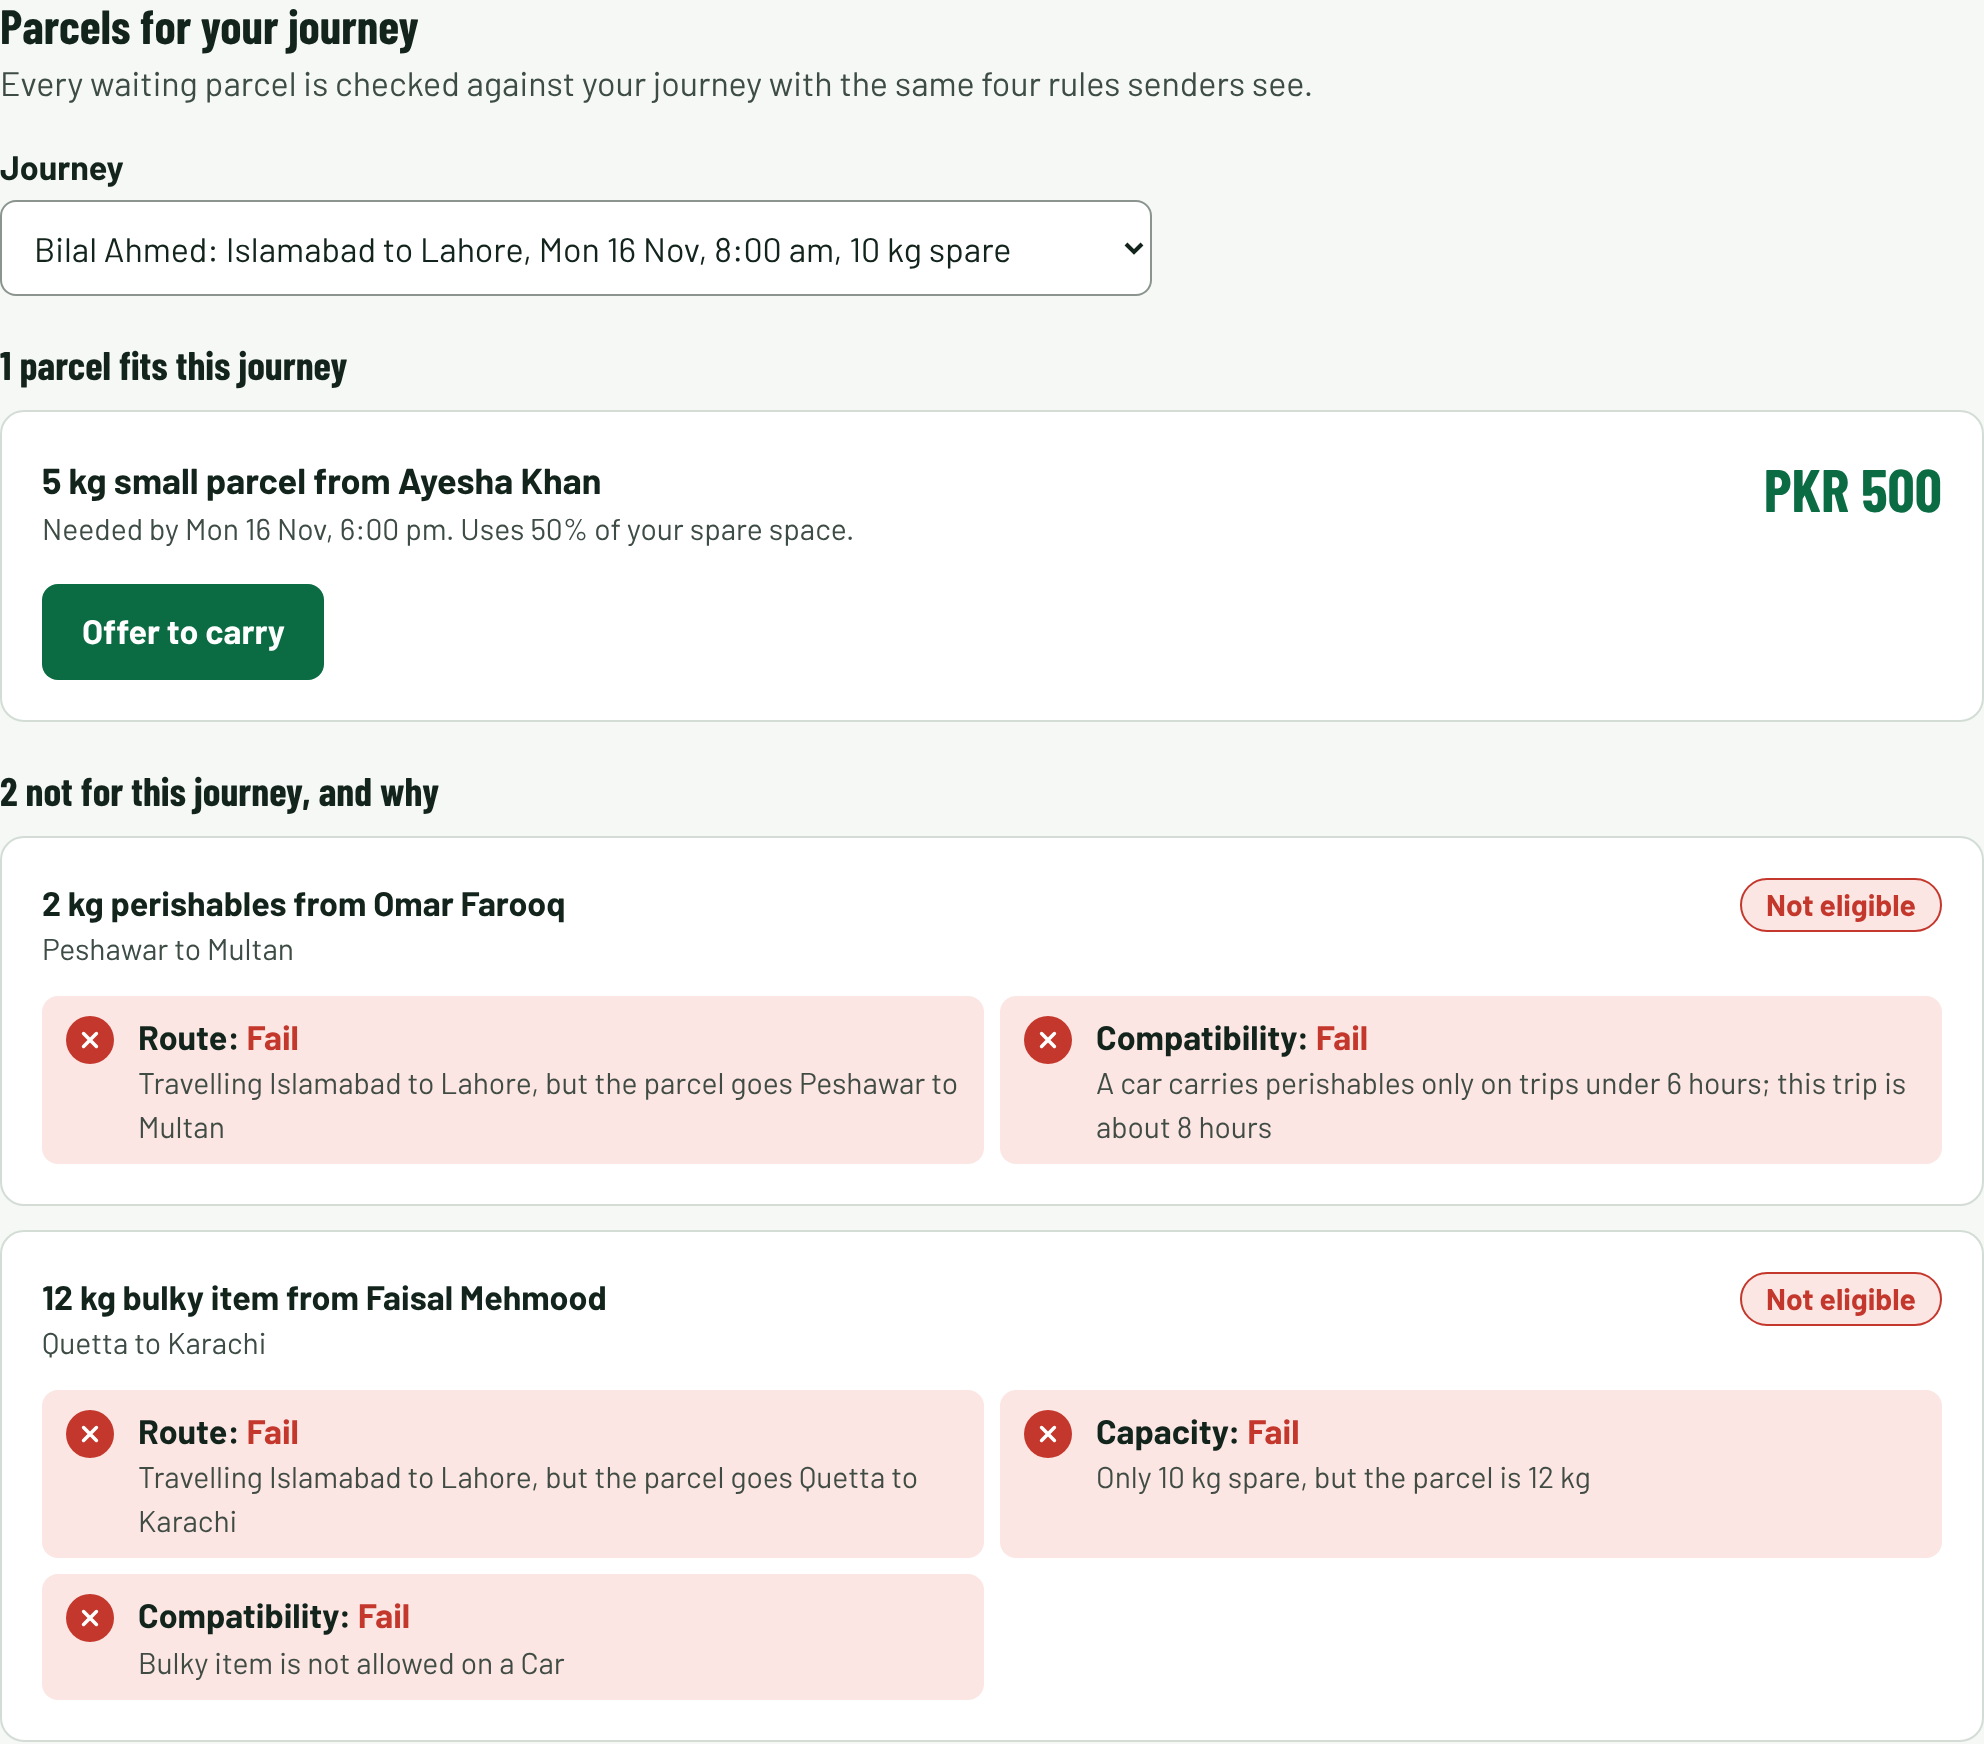 Parcels for your journey
Every waiting parcel is checked against your journey with the same four rules senders see.
Journey
Bilal Ahmed: Islamabad to Lahore, Mon 16 Nov, 8:00 am, 10 kg spare
1 parcel fits this journey
5 kg small parcel from Ayesha Khan
PKR 500
Needed by Mon 16 Nov, 6:00 pm. Uses 50% of your spare space.
Offer to carry
2 not for this journey, and why
2 kg perishables from Omar Farooq
Not eligible
Peshawar to Multan
Route: Fail
Travelling Islamabad to Lahore, but the parcel goes Peshawar to
Multan
Compatibility: Fail
A car carries perishables only on trips under 6 hours; this trip is
about 8 hours
12 kg bulky item from Faisal Mehmood
Not eligible
Quetta to Karachi
Route: Fail
Travelling Islamabad to Lahore, but the parcel goes Quetta to
Karachi
Capacity: Fail
Only 10 kg spare, but the parcel is 12 kg
Compatibility: Fail
Bulky item is not allowed on a Car